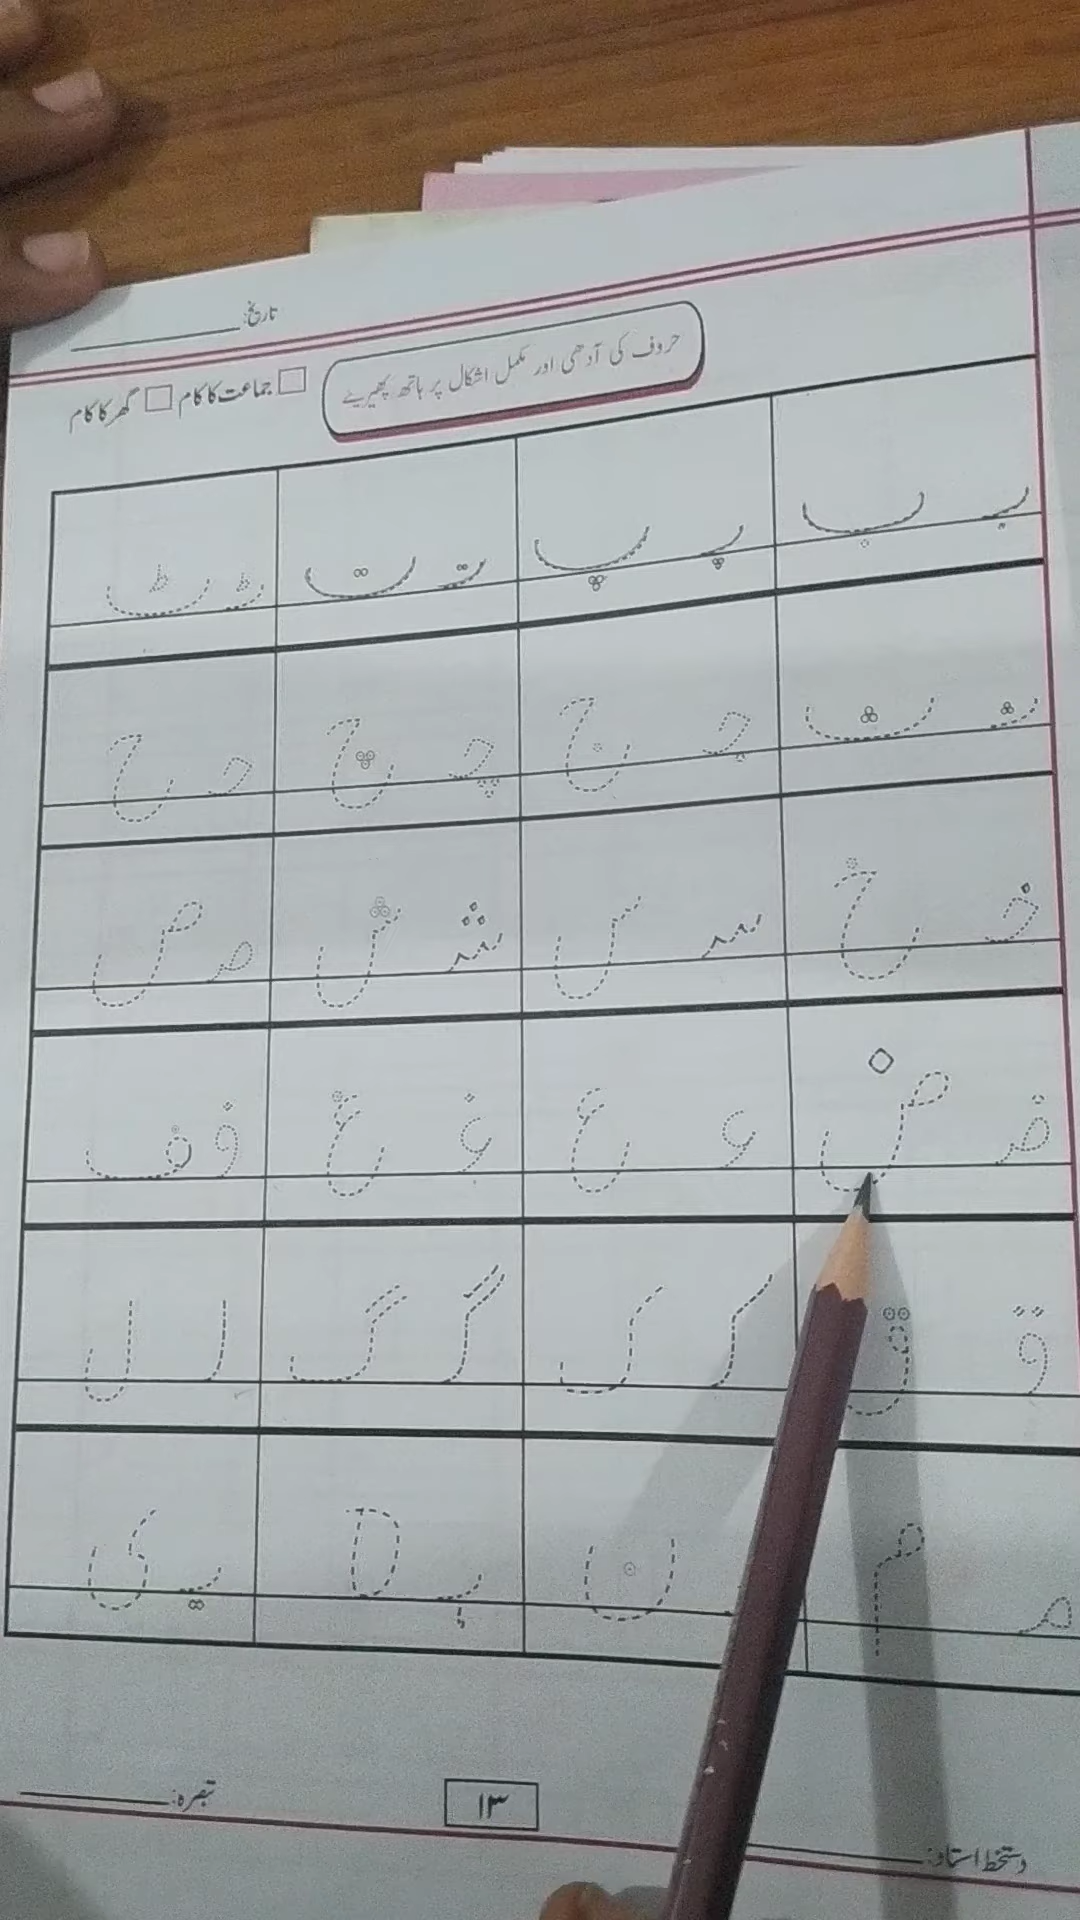 تاریخ:
حروف کی آدھی اور مکمل اشکال پر ہاتھ پھیریے
جماعت کا کام گھر کا کام
بـ ب پـ پ تـ ت ٹـ ٹ
ثـ ث جـ ج چـ چ حـ ح
خـ خ سـ س شـ ش صـ ص
ضـ ض عـ ع غـ غ فـ ف
قـ ق کـ ک گـ گ لـ ل
مـ م ن ہـ ہ یـ ی
تبصرہ:
۱۳
دستخط استاد: